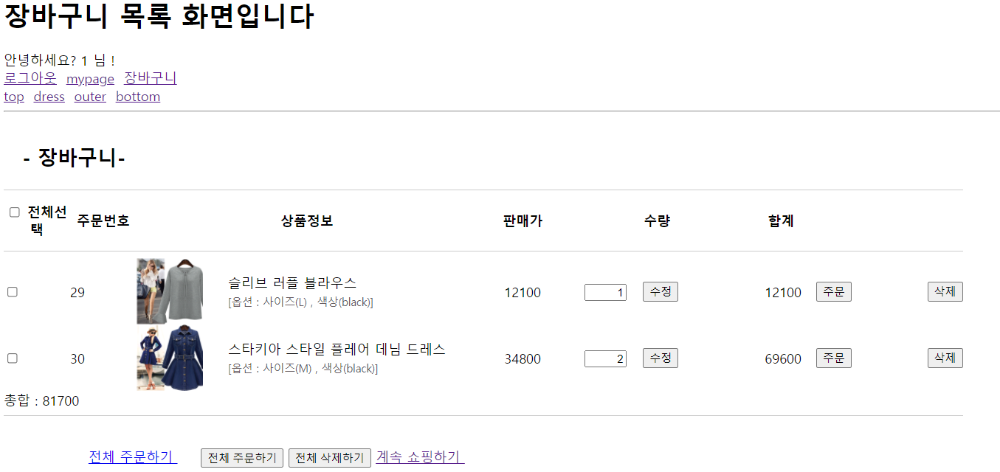 장바구니 목록 화면입니다
안녕하세요? 1 님 !
로그아웃 mypage 장바구니
top dress outer bottom
- 장바구니-
전체선택 주문번호 상품정보 판매가 수량 합계
29 슬리브 러플 블라우스 12100 1 수정 12100 주문 삭제
[옵션 : 사이즈(L) , 색상(black)]
30 스타키아 스타일 플레어 데님 드레스 34800 2 수정 69600 주문 삭제
[옵션 : 사이즈(M) , 색상(black)]
총합 : 81700
전체 주문하기 전체 주문하기 전체 삭제하기 계속 쇼핑하기